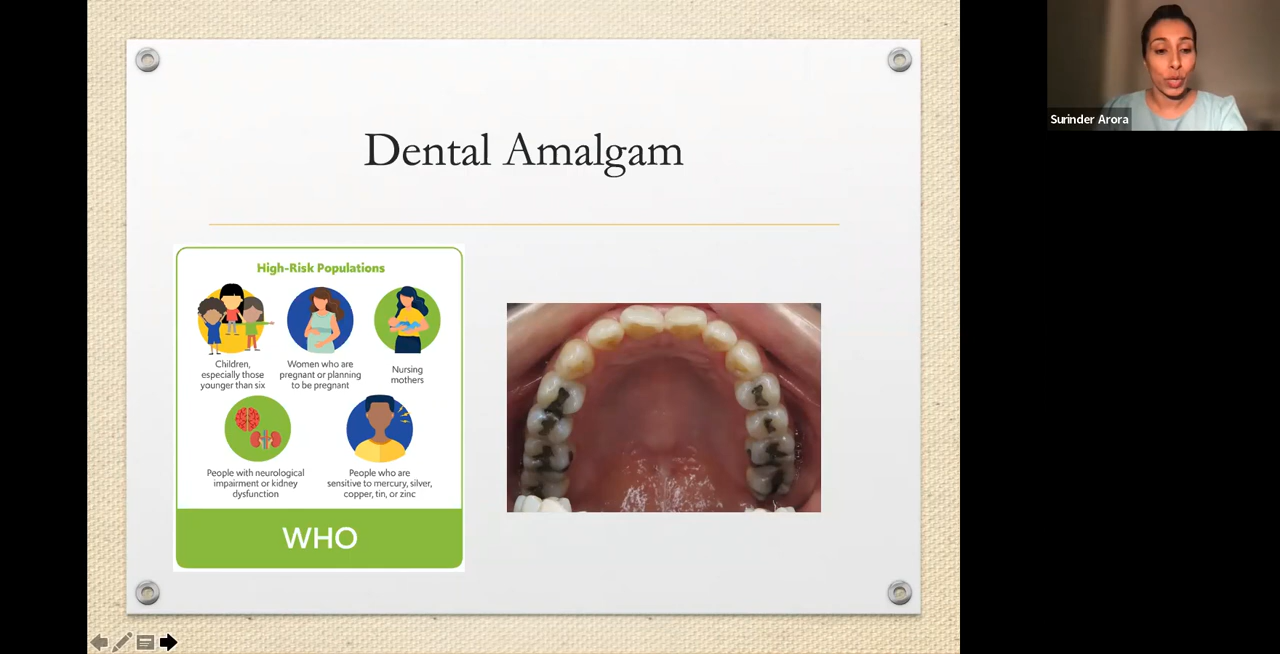 Dental Amalgam
High-Risk Populations
Children,
especially those
younger than six
Women who are
pregnant or planning
to be pregnant
Nursing
mothers
People with neurological
impairment or kidney
dysfunction
People who are
sensitive to mercury, silver,
copper, tin, or zinc
WHO
Surinder Arora